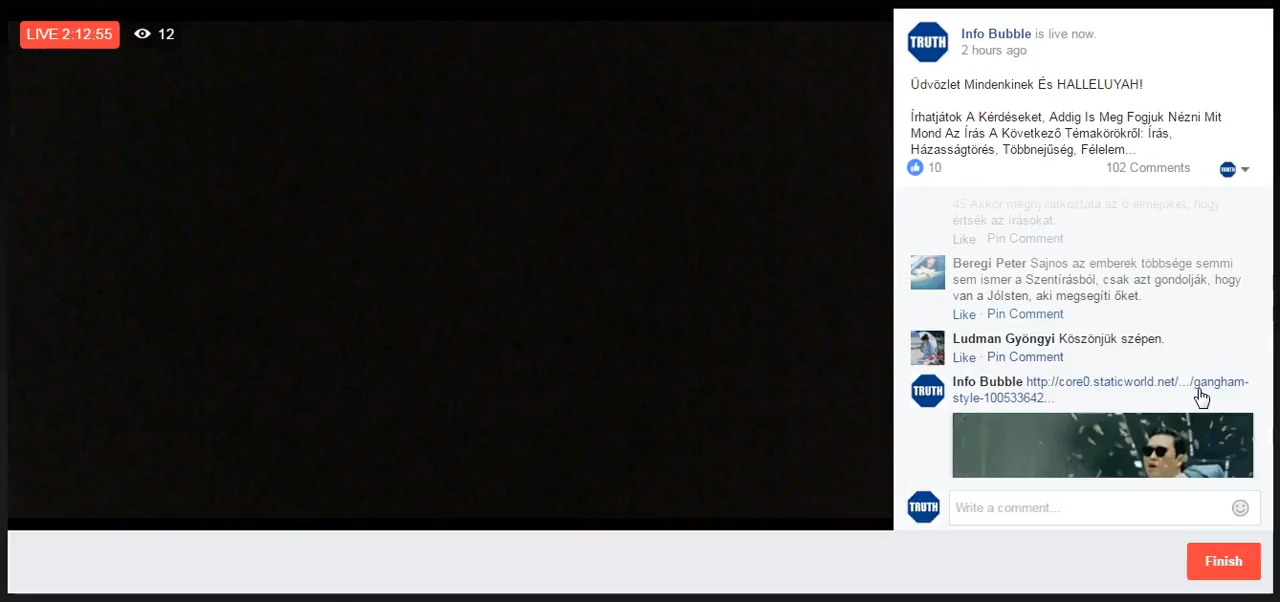 LIVE 2:12:55
12
TRUTH
Info Bubble is live now.
2 hours ago
Üdvözlet Mindenkinek És HALLELUYAH!
Írhatjátok A Kérdéseket, Addig Is Meg Fogjuk Nézni Mit
Mond Az Írás A Következő Témakörökről: Írás,
Házasságtörés, Többnejűség, Félelem...
10
102 Comments
TRUTH
45 Akkor megnyilatkoztatá az ő elméjöket, hogy
értsék az írásokat.
Like · Pin Comment
Beregi Peter Sajnos az emberek többsége semmi
sem ismer a Szentírásból, csak azt gondolják, hogy
van a Jólsten, aki megsegíti őket.
Like · Pin Comment
Ludman Gyöngyi Köszönjük szépen.
Like · Pin Comment
TRUTH
Info Bubble http://core0.staticworld.net/.../gangham-
style-100533642...
TRUTH
Write a comment...
Finish